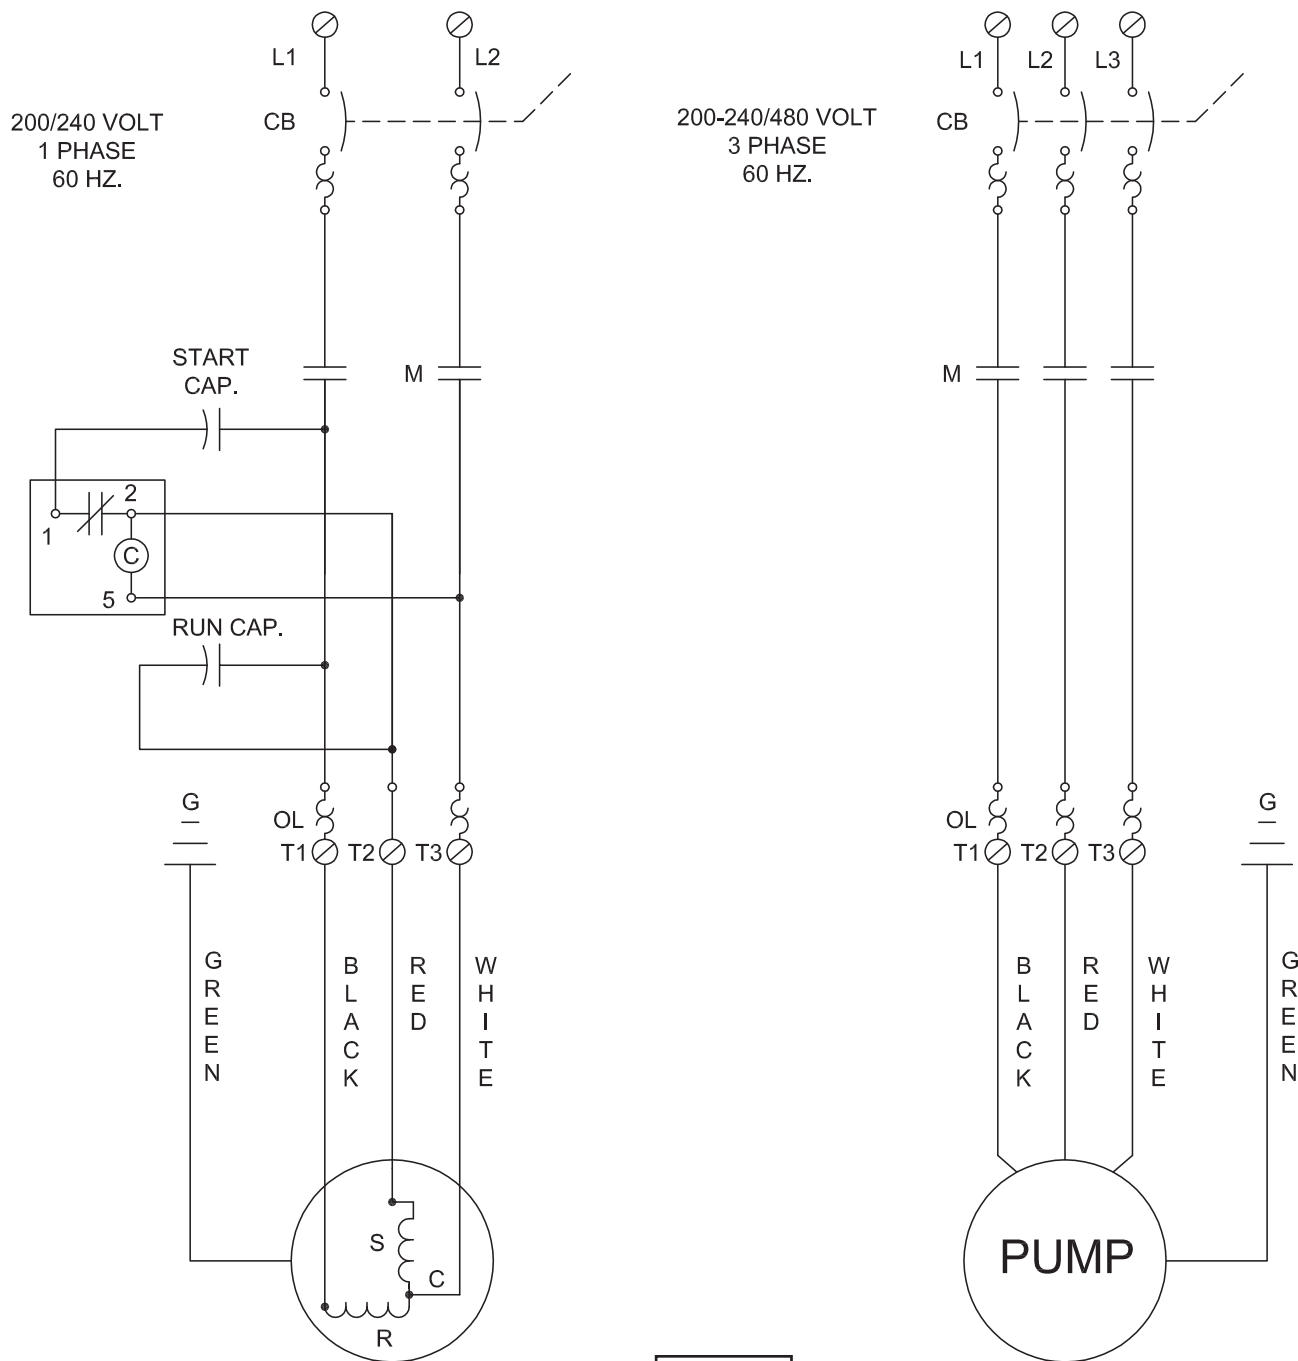 L1
L2
CB
200/240 VOLT
1 PHASE
60 HZ.
START
CAP.
M
1
2
C
5
RUN CAP.
G
OL
T1
T2
T3
GREEN
BLACK
RED
WHITE
S
C
R
L1
L2
L3
CB
200-240/480 VOLT
3 PHASE
60 HZ.
M
OL
T1
T2
T3
G
BLACK
RED
WHITE
GREEN
PUMP